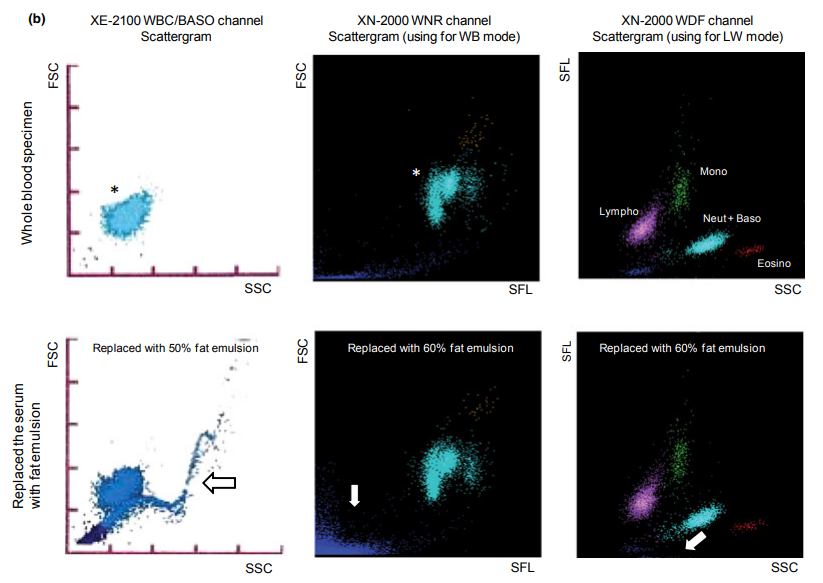 (b)
XE-2100 WBC/BASO channel
Scattergram
XN-2000 WNR channel
Scattergram (using for WB mode)
XN-2000 WDF channel
Scattergram (using for LW mode)
Whole blood specimen
FSC
*
SSC
FSC
*
SFL
SFL
Mono
Lympho
Neut + Baso
Eosino
SSC
Replaced the serum
with fat emulsion
FSC
Replaced with 50% fat emulsion
SSC
FSC
Replaced with 60% fat emulsion
SFL
SFL
Replaced with 60% fat emulsion
SSC